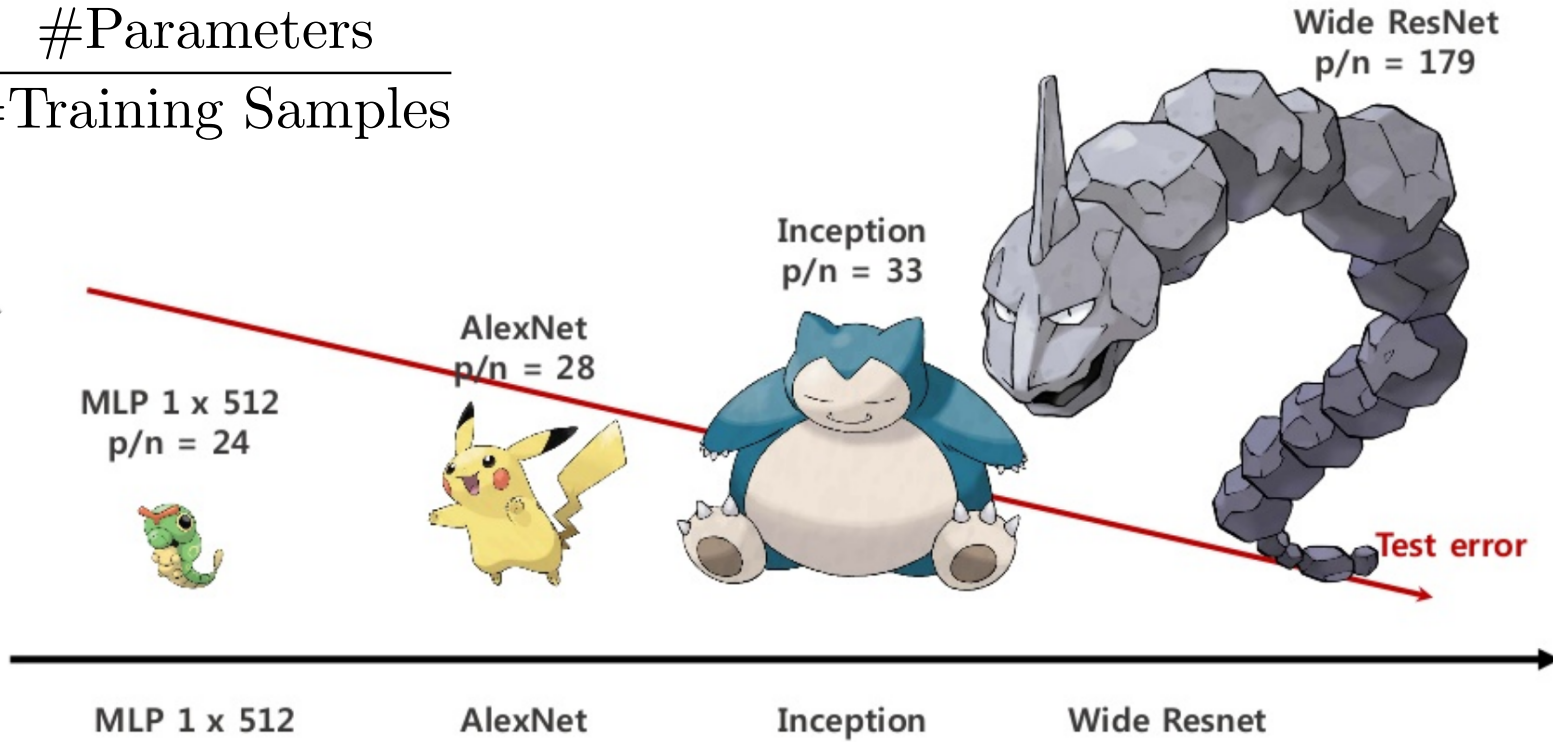 #Parameters
#Training Samples
Wide ResNet
p/n = 179
Inception
p/n = 33
AlexNet
p/n = 28
MLP 1 x 512
p/n = 24
Test error
MLP 1 x 512
AlexNet
Inception
Wide Resnet